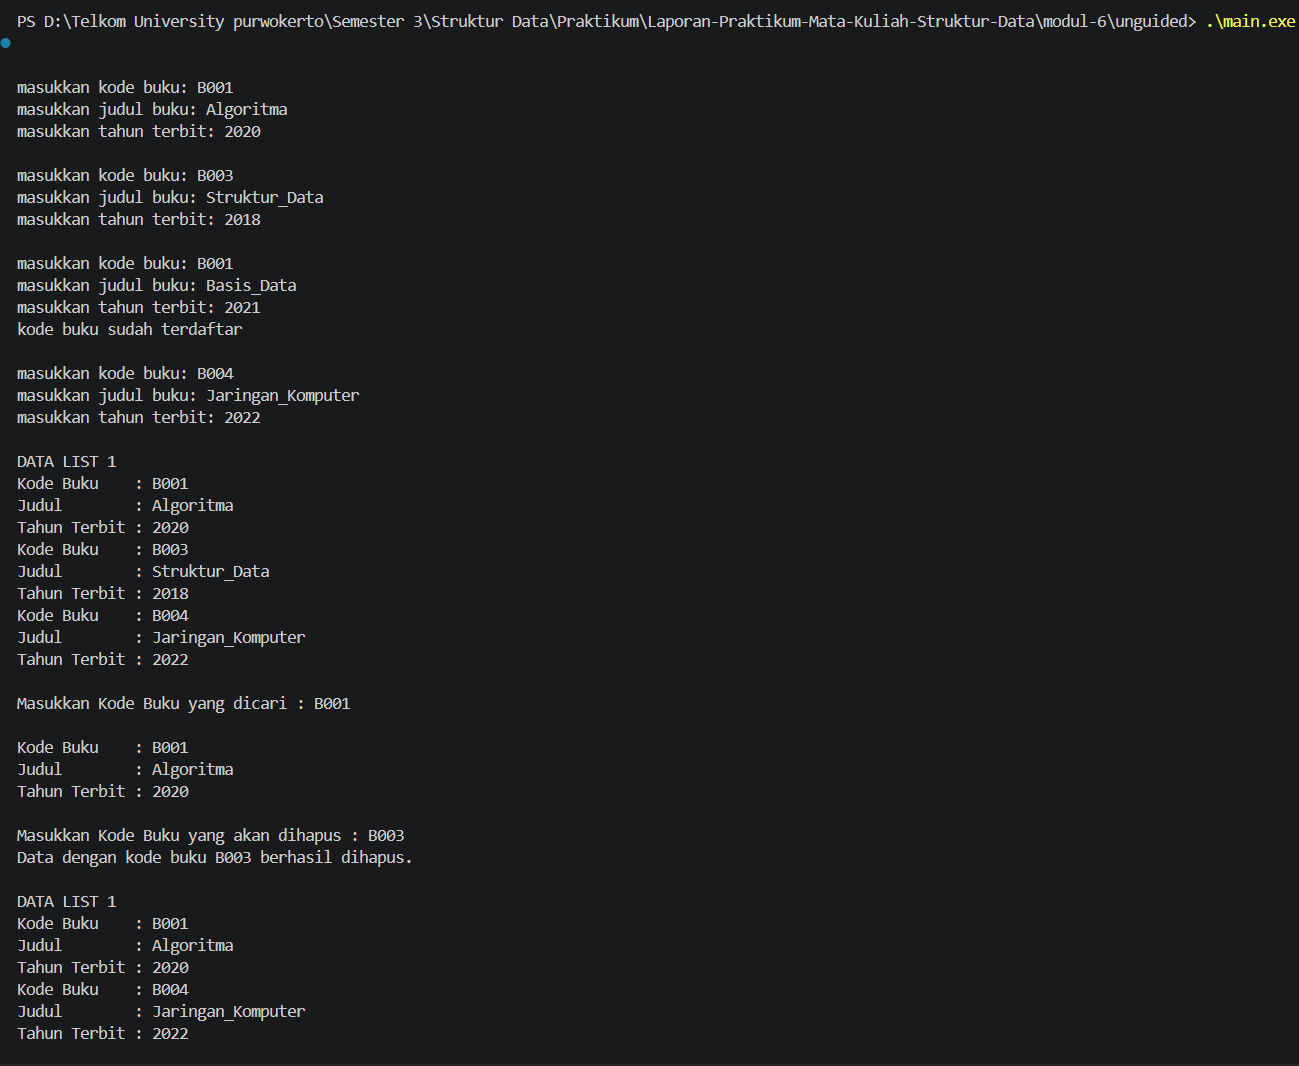 PS D:\Telkom University purwokerto\Semester 3\Struktur Data\Praktikum\Laporan-Praktikum-Mata-Kuliah-Struktur-Data\modul-6\unguided> .\main.exe
masukkan kode buku: B001
masukkan judul buku: Algoritma
masukkan tahun terbit: 2020
masukkan kode buku: B003
masukkan judul buku: Struktur_Data
masukkan tahun terbit: 2018
masukkan kode buku: B001
masukkan judul buku: Basis_Data
masukkan tahun terbit: 2021
kode buku sudah terdaftar
masukkan kode buku: B004
masukkan judul buku: Jaringan_Komputer
masukkan tahun terbit: 2022
DATA LIST 1
Kode Buku    : B001
Judul        : Algoritma
Tahun Terbit : 2020
Kode Buku    : B003
Judul        : Struktur_Data
Tahun Terbit : 2018
Kode Buku    : B004
Judul        : Jaringan_Komputer
Tahun Terbit : 2022
Masukkan Kode Buku yang dicari : B001
Kode Buku    : B001
Judul        : Algoritma
Tahun Terbit : 2020
Masukkan Kode Buku yang akan dihapus : B003
Data dengan kode buku B003 berhasil dihapus.
DATA LIST 1
Kode Buku    : B001
Judul        : Algoritma
Tahun Terbit : 2020
Kode Buku    : B004
Judul        : Jaringan_Komputer
Tahun Terbit : 2022